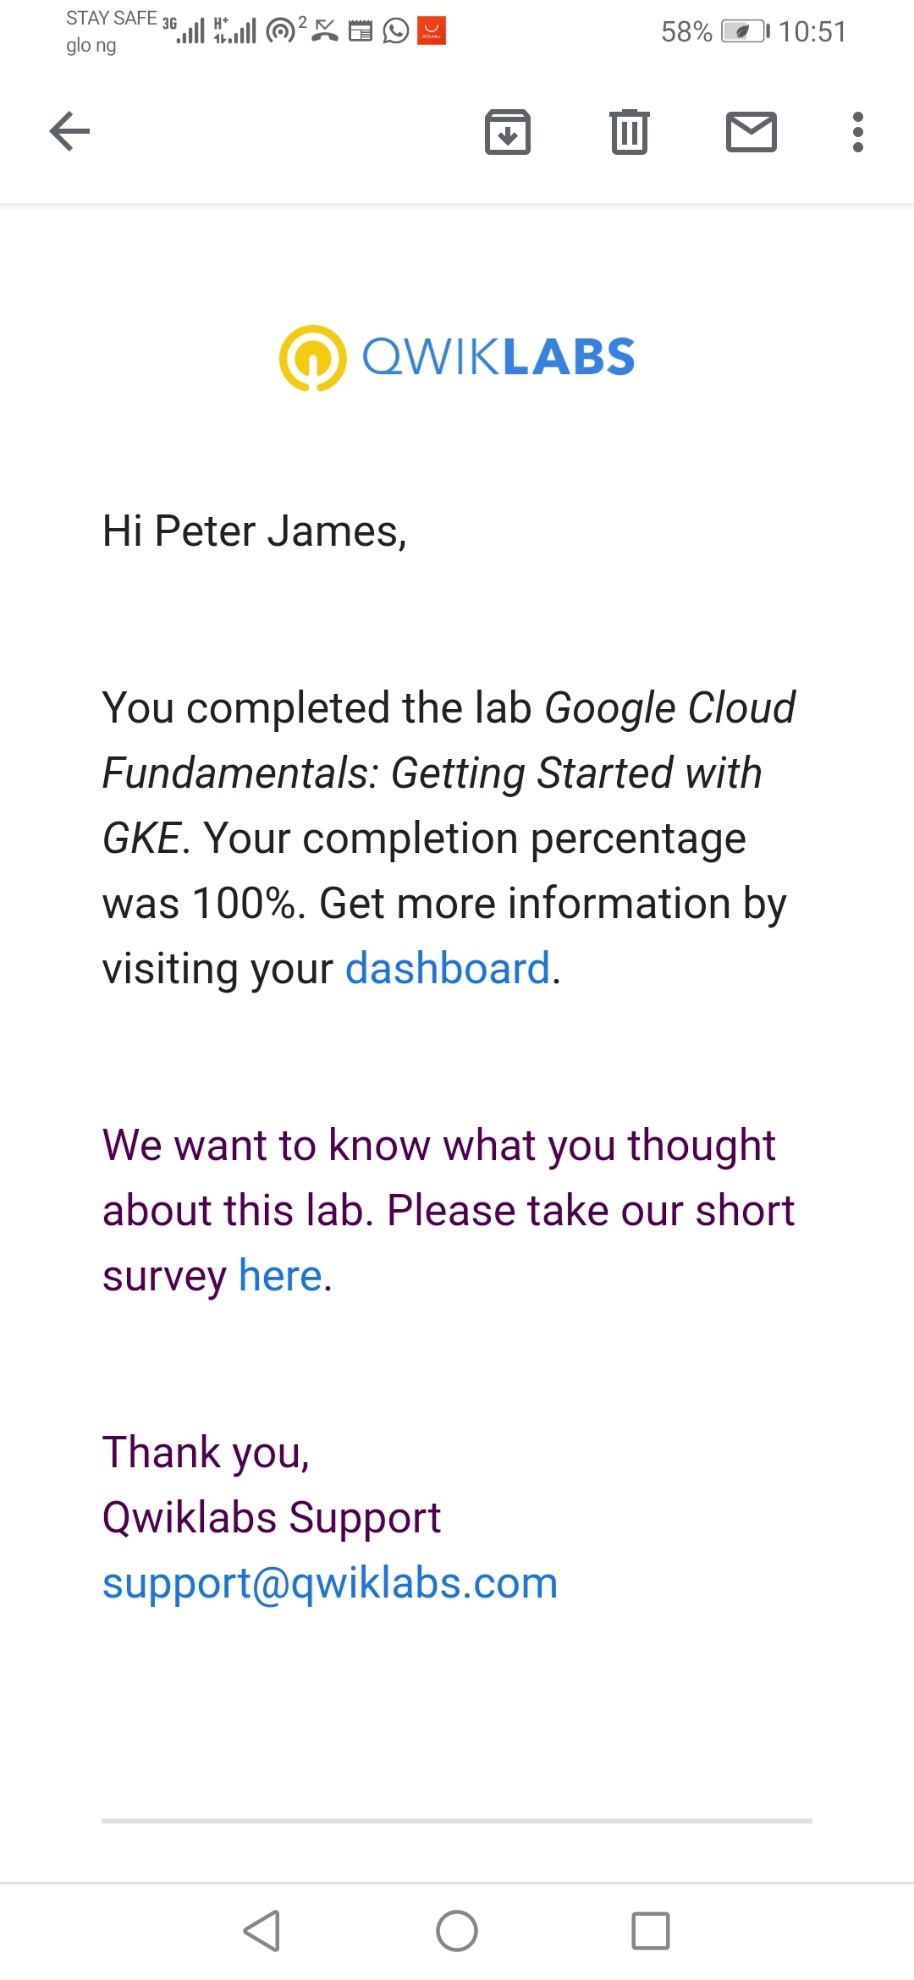 STAY SAFE 3G H+ 2 58% 10:51
glo ng
QWIKLABS
Hi Peter James,
You completed the lab Google Cloud
Fundamentals: Getting Started with
GKE. Your completion percentage
was 100%. Get more information by
visiting your dashboard.
We want to know what you thought
about this lab. Please take our short
survey here.
Thank you,
Qwiklabs Support
support@qwiklabs.com